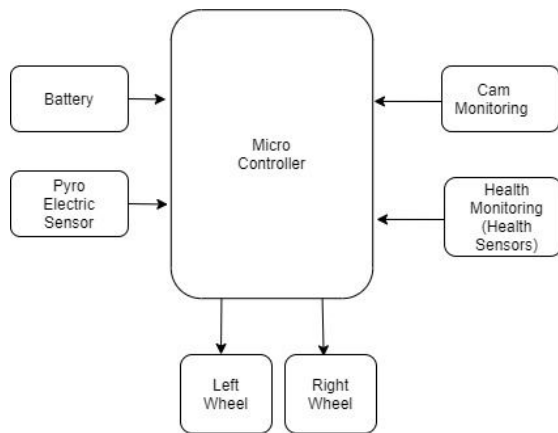 Battery
Pyro
Electric
Sensor
Micro
Controller
Cam
Monitoring
Health
Monitoring
(Health
Sensors)
Left
Wheel
Right
Wheel